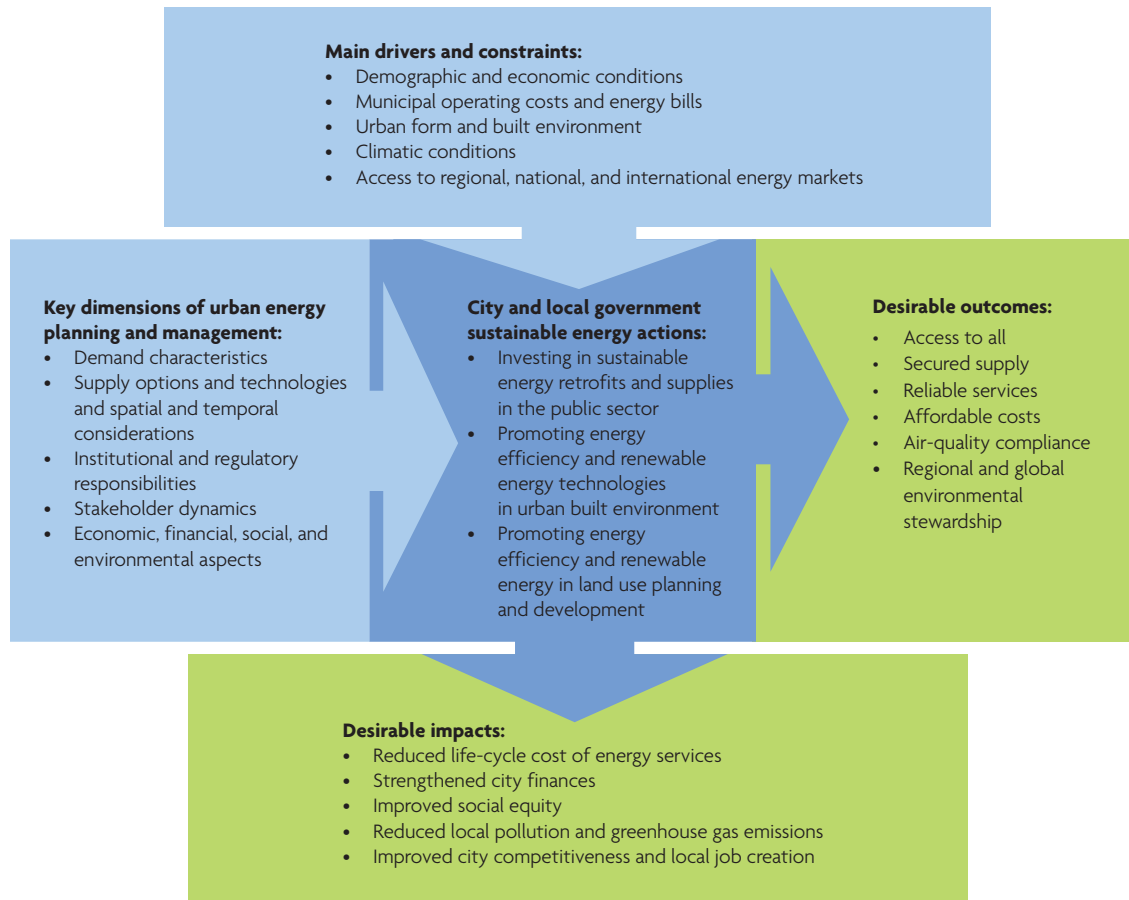 Main drivers and constraints:
• Demographic and economic conditions
• Municipal operating costs and energy bills
• Urban form and built environment
• Climatic conditions
• Access to regional, national, and international energy markets
Key dimensions of urban energy
planning and management:
• Demand characteristics
• Supply options and technologies
and spatial and temporal
considerations
• Institutional and regulatory
responsibilities
• Stakeholder dynamics
• Economic, financial, social, and
environmental aspects
City and local government
sustainable energy actions:
• Investing in sustainable
energy retrofits and supplies
in the public sector
• Promoting energy
efficiency and renewable
energy technologies
in urban built environment
• Promoting energy
efficiency and renewable
energy in land use planning
and development
Desirable outcomes:
• Access to all
• Secured supply
• Reliable services
• Affordable costs
• Air-quality compliance
• Regional and global
environmental
stewardship
Desirable impacts:
• Reduced life-cycle cost of energy services
• Strengthened city finances
• Improved social equity
• Reduced local pollution and greenhouse gas emissions
• Improved city competitiveness and local job creation